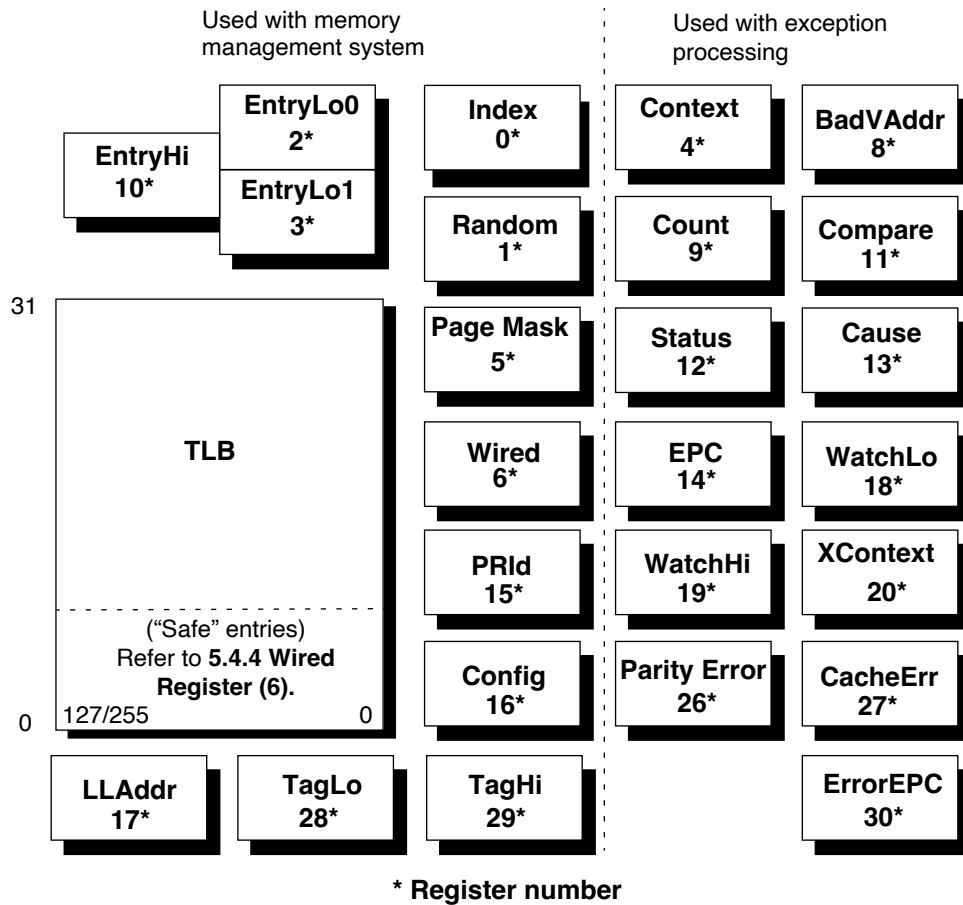 Used with memory
management system
Used with exception
processing
EntryLo0
2*
EntryHi
10*
EntryLo1
3*
Index
0*
Context
4*
BadVAddr
8*
Random
1*
Count
9*
Compare
11*
31
Page Mask
5*
Status
12*
Cause
13*
TLB
Wired
6*
EPC
14*
WatchLo
18*
PRId
15*
WatchHi
19*
XContext
20*
(“Safe” entries)
Refer to 5.4.4 Wired
Register (6).
127/255 0
0
Config
16*
Parity Error
26*
CacheErr
27*
LLAddr
17*
TagLo
28*
TagHi
29*
ErrorEPC
30*
* Register number